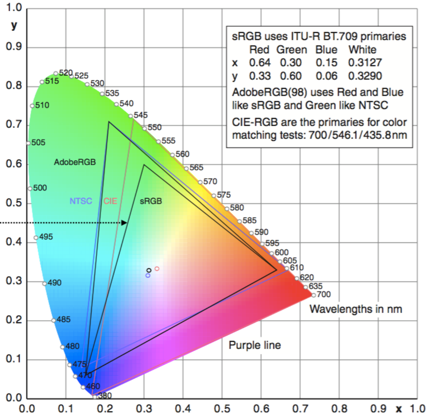 1.0
y
0.9
0.8
0.7
0.6
0.5
0.4
0.3
0.2
0.1
0.0
0.0 0.1 0.2 0.3 0.4 0.5 0.6 0.7 0.8 x 1.0
sRGB uses ITU-R BT.709 primaries
Red Green Blue White
x 0.64 0.30 0.15 0.3127
y 0.33 0.60 0.06 0.3290
AdobeRGB(98) uses Red and Blue
like sRGB and Green like NTSC
CIE-RGB are the primaries for color
matching tests: 700/546.1/435.8nm
520 525
515 530
535
510 540
545
550
505 555
AdobeRGB 560
565
500 570
NTSC CIE sRGB 575
580
585
495 590
595
600
605
490 610
620
635
700
Wavelengths in nm
485
480
Purple line
475
470
460
380